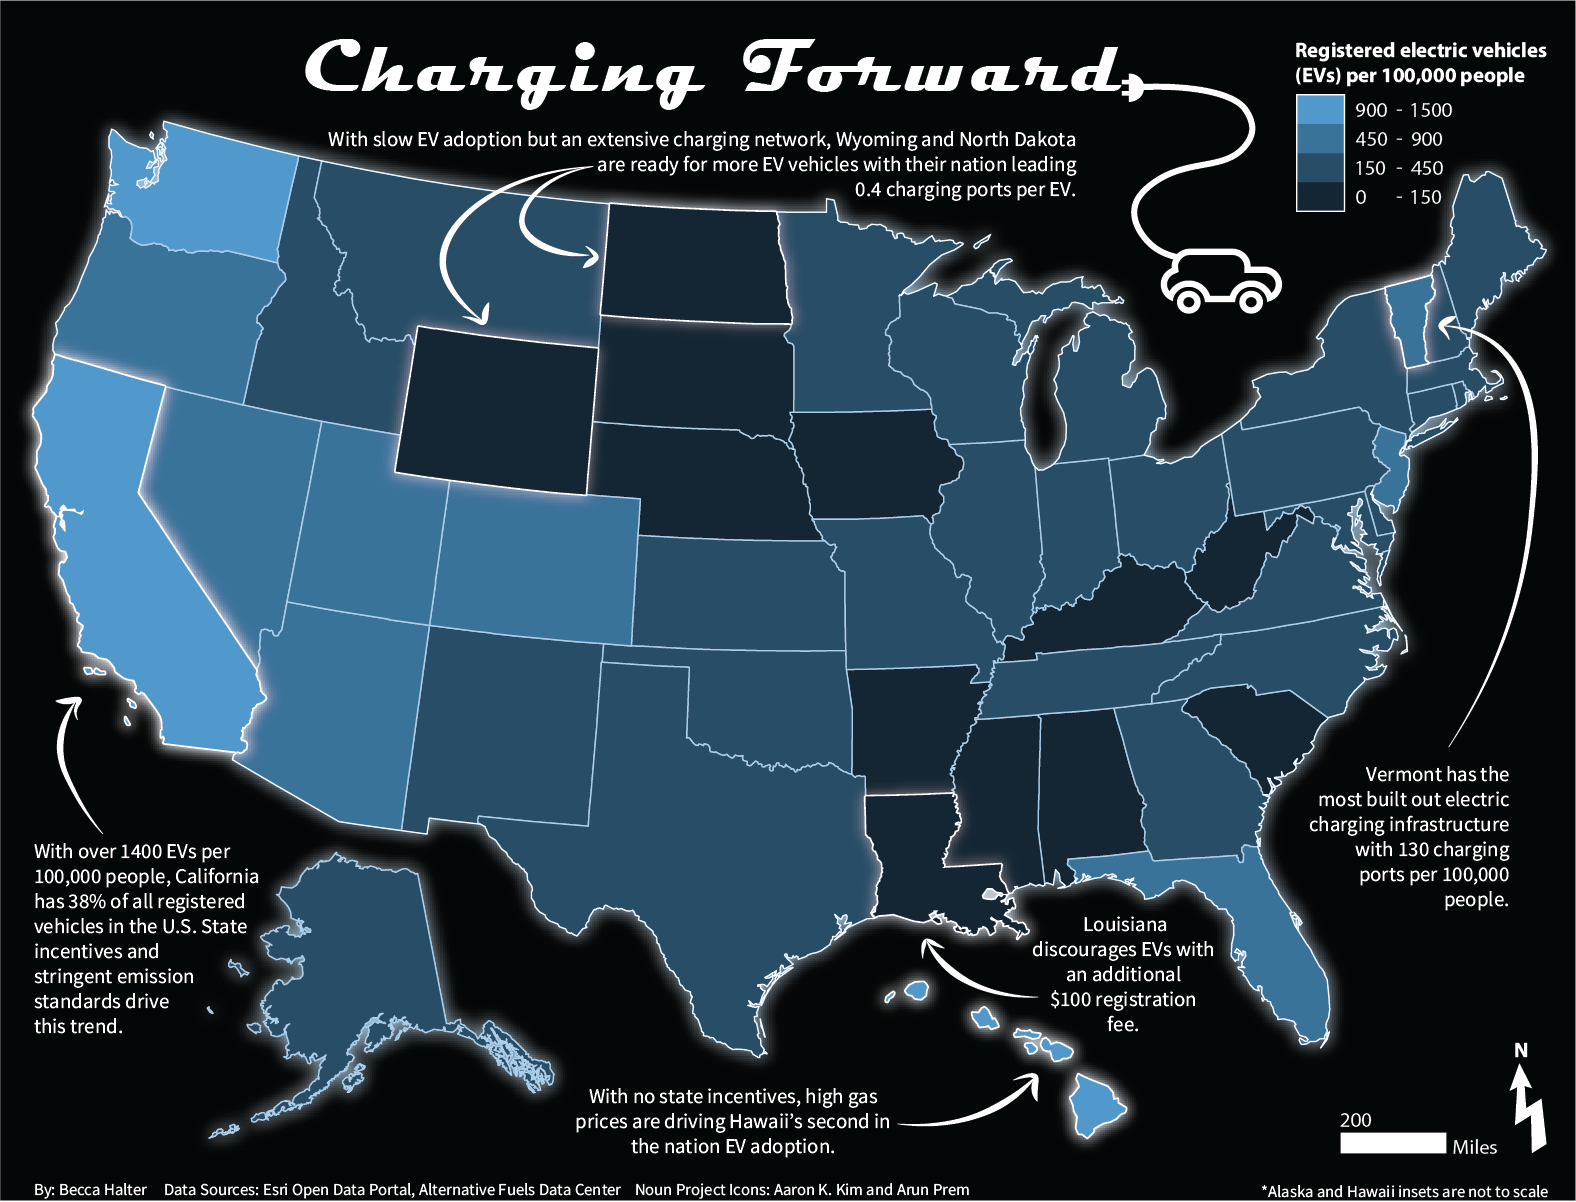 Charging Forward
Registered electric vehicles
(EVs) per 100,000 people
900 - 1500
450 - 900
150 - 450
0 - 150
With slow EV adoption but an extensive charging network, Wyoming and North Dakota
are ready for more EV vehicles with their nation leading
0.4 charging ports per EV.
Vermont has the
most built out electric
charging infrastructure
with 130 charging
ports per 100,000
people.
With over 1400 EVs per
100,000 people, California
has 38% of all registered
vehicles in the U.S. State
incentives and
stringent emission
standards drive
this trend.
Louisiana
discourages EVs with
an additional
$100 registration
fee.
With no state incentives, high gas
prices are driving Hawaii's second in
the nation EV adoption.
N
200
Miles
By: Becca Halter Data Sources: Esri Open Data Portal, Alternative Fuels Data Center Noun Project Icons: Aaron K. Kim and Arun Prem
*Alaska and Hawaii insets are not to scale